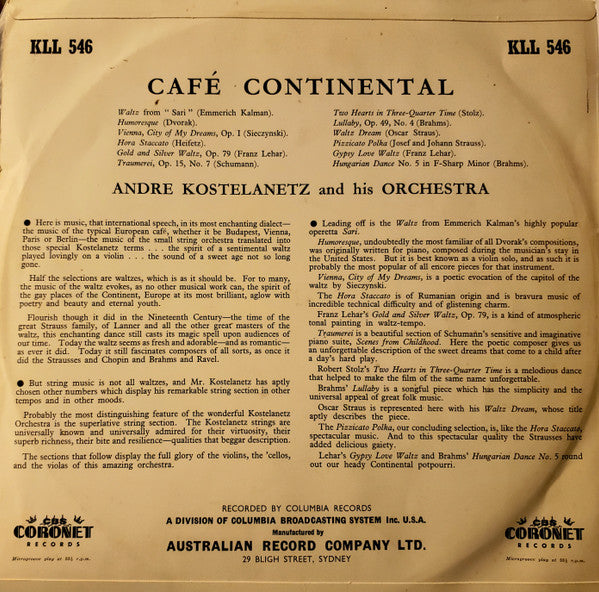 KLL 546
KLL 546
CAFÉ CONTINENTAL
Waltz from " Sari " (Emmerich Kalman).
Humoresque (Dvorak).
Vienna, City of My Dreams, Op. I (Sieczynski).
Hora Staccato (Heifetz).
Gold and Silver Waltz, Op. 79 (Franz Lehar).
Traumerei, Op. 15, No. 7 (Schumann).
Two Hearts in Three-Quarter Time (Stolz).
Lullaby, Op. 49, No. 4 (Brahms).
Waltz Dream (Oscar Straus).
Pizzicato Polka (Josef and Johann Strauss).
Gypsy Love Waltz (Franz Lehar).
Hungarian Dance No. 5 in F-Sharp Minor (Brahms).
ANDRE KOSTELANETZ and his ORCHESTRA
● Here is music, that international speech, in its most enchanting dialect—
the music of the typical European café, whether it be Budapest, Vienna,
Paris or Berlin—the music of the small string orchestra translated into
those special Kostelanetz terms . . . the spirit of a sentimental waltz
played lovingly on a violin . . . the sound of a sweet age not so long
gone.
Half the selections are waltzes, which is as it should be. For to many,
the music of the waltz evokes, as no other musical work can, the spirit of
the gay places of the Continent, Europe at its most brilliant, aglow with
poetry and beauty and eternal youth.
Flourish though it did in the Nineteenth Century—the time of the
great Strauss family, of Lanner and all the other great masters of the
waltz, this enchanting dance still casts its magic spell upon audiences of
our time. Today the waltz seems as fresh and adorable—and as romantic—
as ever it did. Today it still fascinates composers of all sorts, as once it
did the Strausses and Chopin and Brahms and Ravel.
● But string music is not all waltzes, and Mr. Kostelanetz has aptly
chosen other numbers which display his remarkable string section in other
tempos and in other moods.
Probably the most distinguishing feature of the wonderful Kostelanetz
Orchestra is the superlative string section. The Kostelanetz strings are
universally known and universally admired for their virtuosity, their
superb richness, their bite and resilience—qualities that beggar description.
The sections that follow display the full glory of the violins, the 'cellos,
and the violas of this amazing orchestra.
● Leading off is the Waltz from Emmerich Kalman's highly popular
operetta Sari.
Humoresque, undoubtedly the most familiar of all Dvorak's compositions,
was originally written for piano, composed during the musician's stay in
the United States. But it is best known as a violin solo, and as such it is
probably the most popular of all encore pieces for that instrument.
Vienna, City of My Dreams, is a poetic evocation of the capitol of the
waltz by Sieczynski.
The Hora Staccato is of Rumanian origin and is bravura music of
incredible technical difficulty and of glistening charm.
Franz Lehar's Gold and Silver Waltz, Op. 79, is a kind of atmospheric
tonal painting in waltz-tempo.
Traumerei is a beautiful section of Schumann's sensitive and imaginative
piano suite, Scenes from Childhood. Here the poetic composer gives us
an unforgettable description of the sweet dreams that come to a child after
a day's hard play.
Robert Stolz's Two Hearts in Three-Quarter Time is a melodious dance
that helped to make the film of the same name unforgettable.
Brahms' Lullaby is a songful piece which has the simplicity and the
universal appeal of great folk music.
Oscar Straus is represented here with his Waltz Dream, whose title
aptly describes the piece.
The Pizzicato Polka, our concluding selection, is, like the Hora Staccato,
spectacular music. And to this spectacular quality the Strausses have
added delicious gaiety.
Lehar's Gypsy Love Waltz and Brahms' Hungarian Dance No. 5 round
out our heady Continental potpourri.
RECORDED BY COLUMBIA RECORDS
A DIVISION OF COLUMBIA BROADCASTING SYSTEM Inc. U.S.A.
Manufactured by
AUSTRALIAN RECORD COMPANY LTD.
29 BLIGH STREET, SYDNEY
CBS
CORONET
RECORDS
Microgroove play at 33⅓ r.p.m.
CBS
CORONET
RECORDS
Microgroove play at 33⅓ r.p.m.